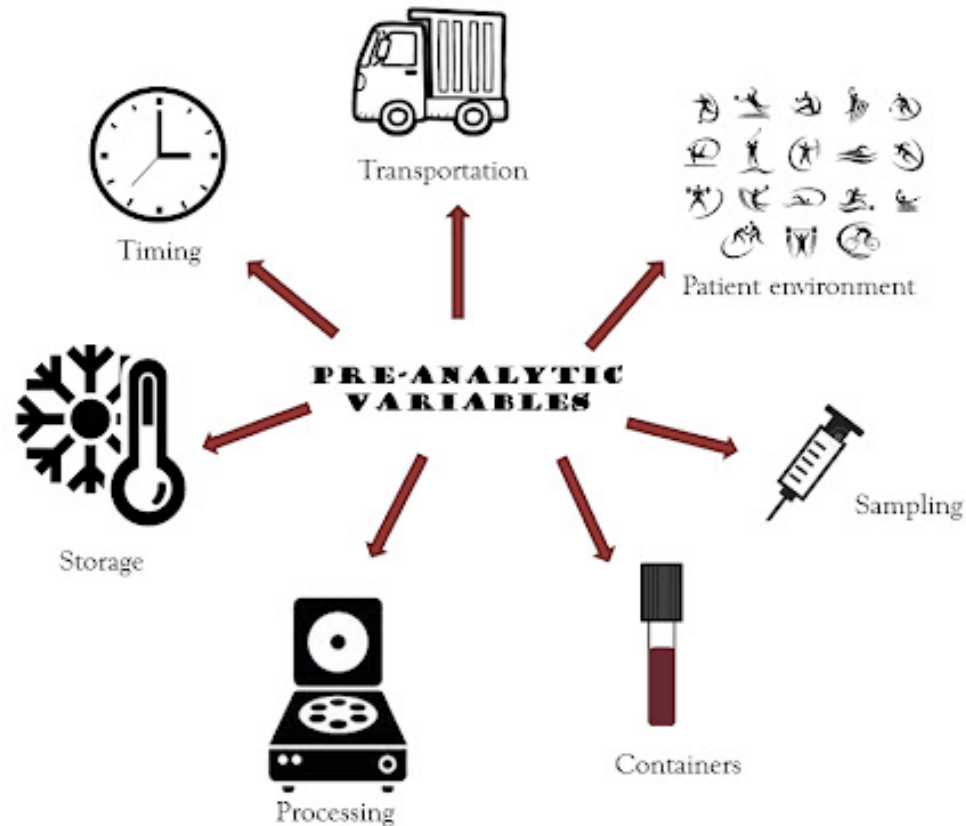 Transportation
Timing
Patient environment
PRE-ANALYTIC
VARIABLES
Sampling
Storage
Containers
Processing